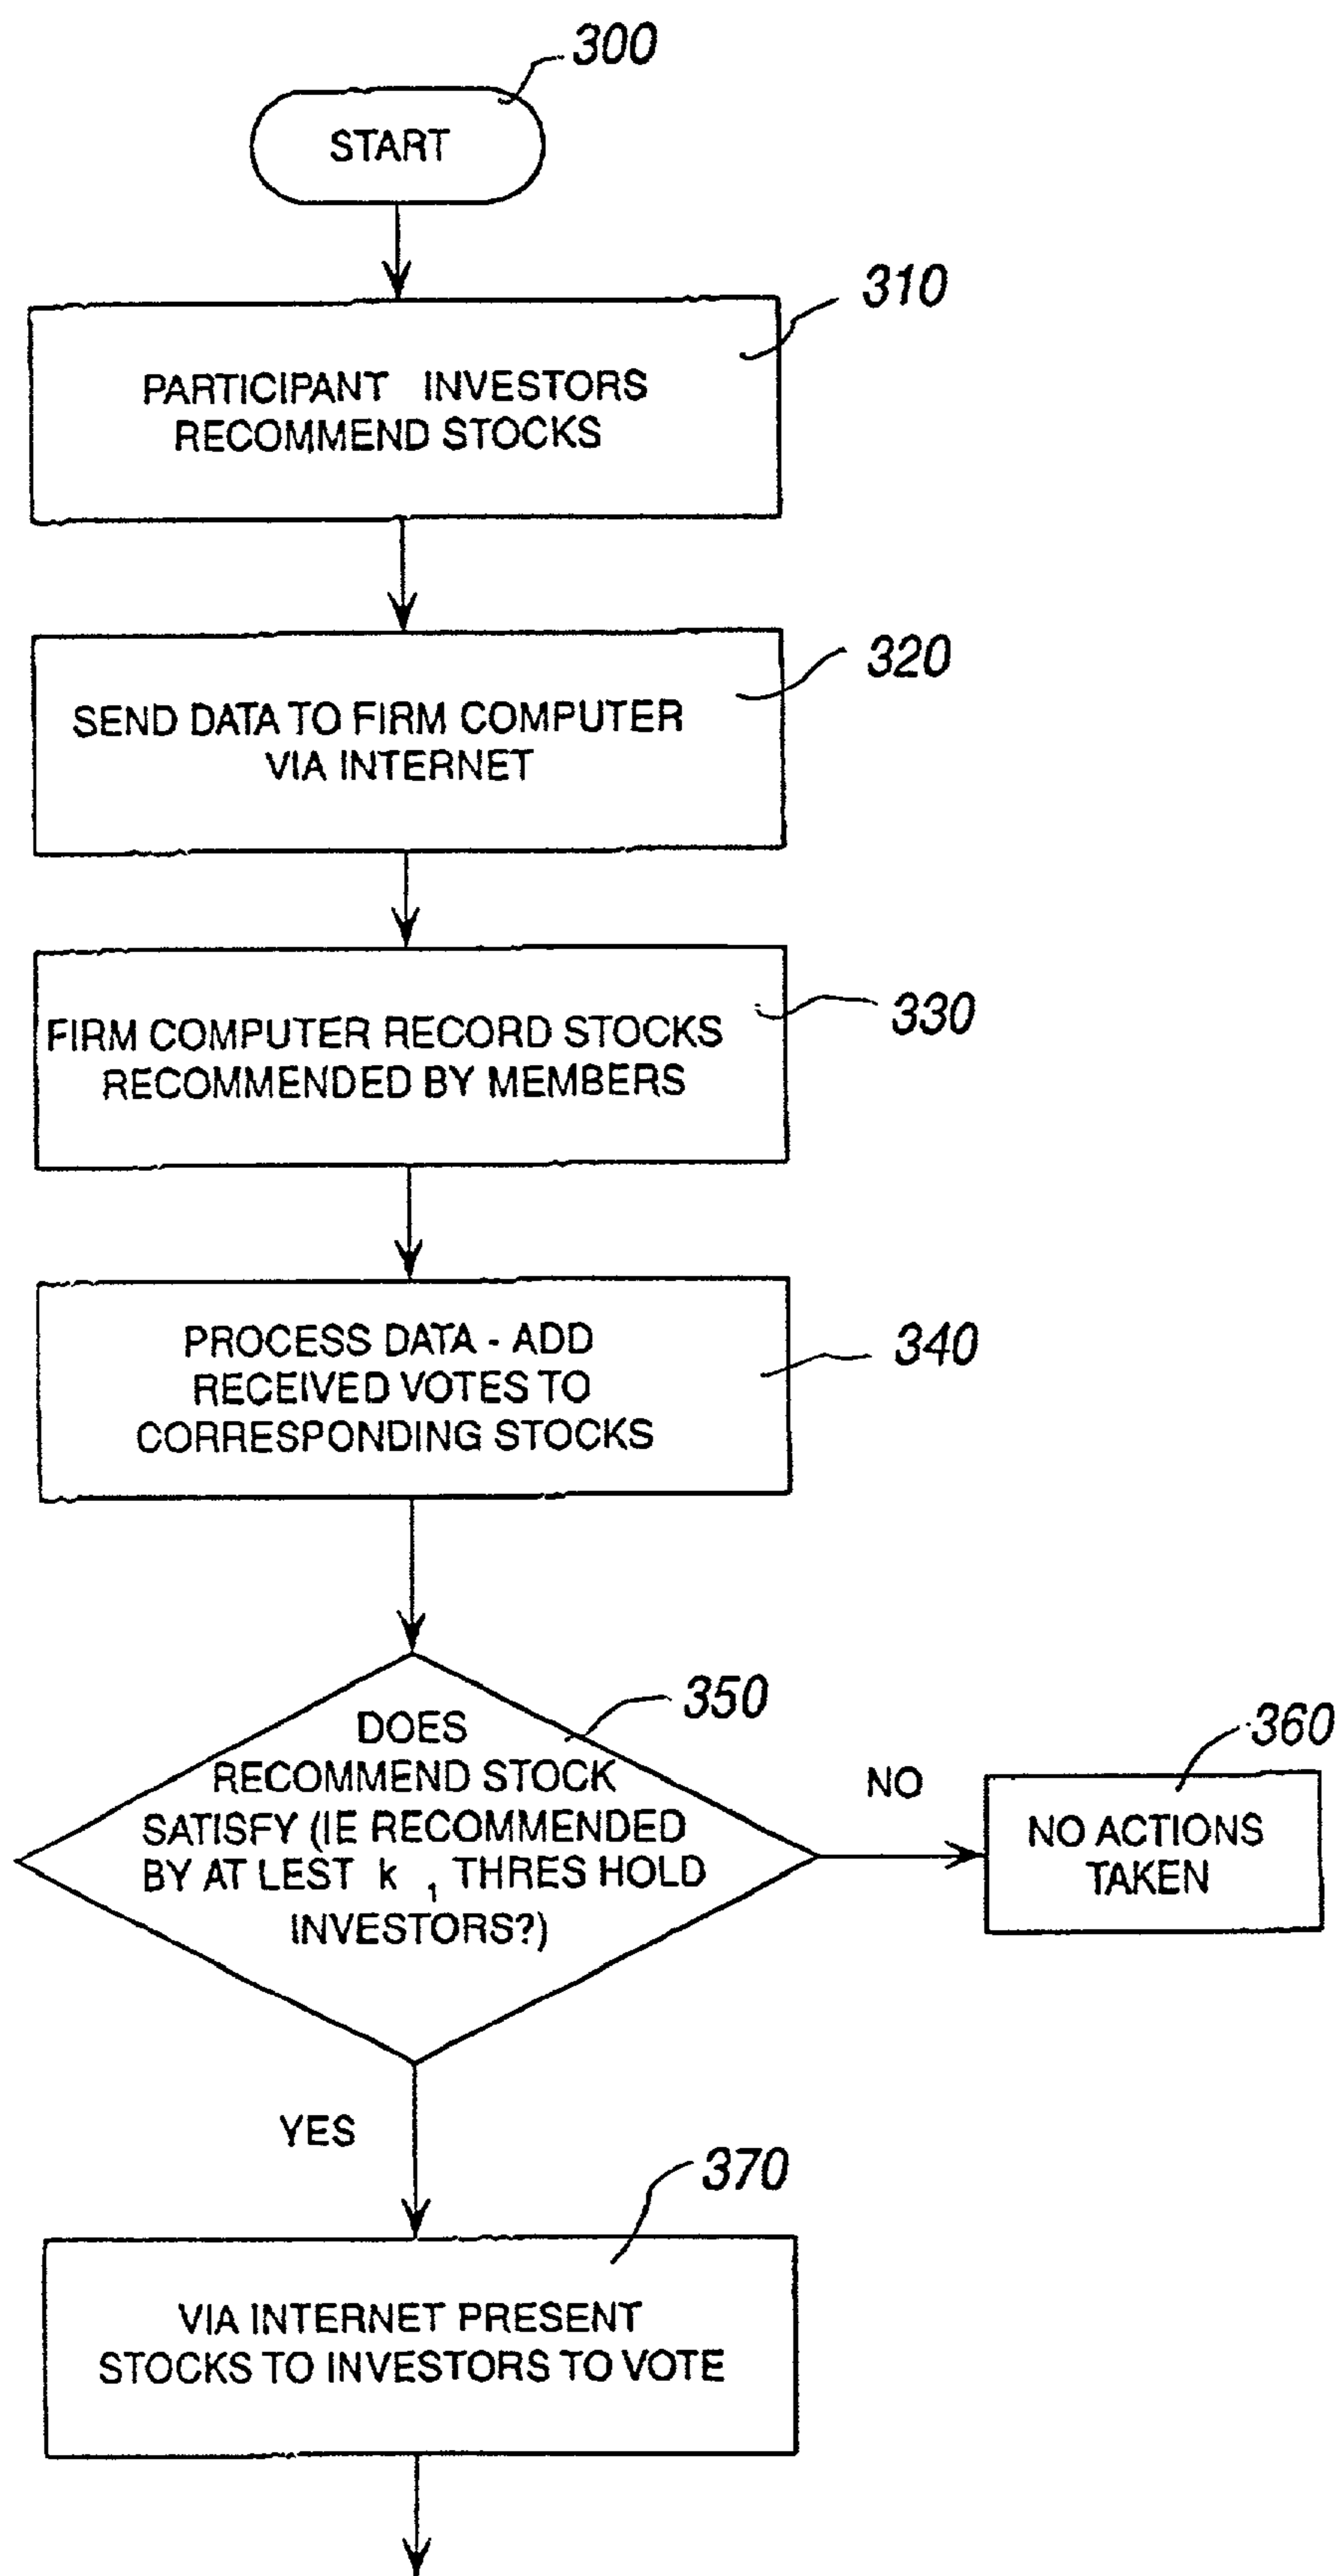 300
START
310
PARTICIPANT INVESTORS
RECOMMEND STOCKS
320
SEND DATA TO FIRM COMPUTER
VIA INTERNET
330
FIRM COMPUTER RECORD STOCKS
RECOMMENDED BY MEMBERS
340
PROCESS DATA - ADD
RECEIVED VOTES TO
CORRESPONDING STOCKS
350
DOES
RECOMMEND STOCK
SATISFY (IE RECOMMENDED
BY AT LEST k 1 THRES HOLD
INVESTORS?)
NO
360
NO ACTIONS
TAKEN
YES
370
VIA INTERNET PRESENT
STOCKS TO INVESTORS TO VOTE